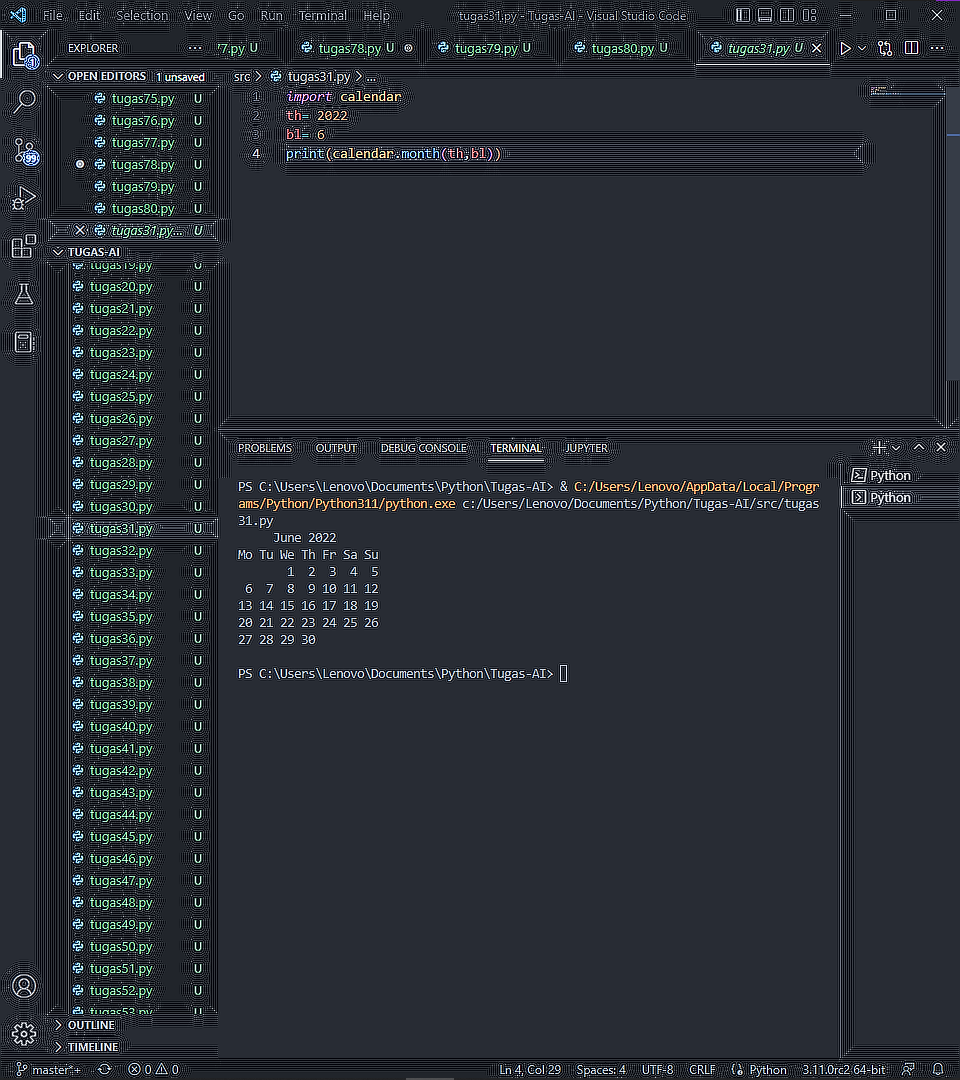 File Edit Selection View Go Run Terminal Help tugas31.py - Tugas-AI - Visual Studio Code
EXPLORER ... 77.py U tugas78.py U tugas79.py U tugas80.py U tugas31.py U
OPEN EDITORS 1 unsaved
tugas75.py U
tugas76.py U
tugas77.py U
tugas78.py U
tugas79.py U
tugas80.py U
tugas31.py... U
TUGAS-AI
tugas19.py U
tugas20.py U
tugas21.py U
tugas22.py U
tugas23.py U
tugas24.py U
tugas25.py U
tugas26.py U
tugas27.py U
tugas28.py U
tugas29.py U
tugas30.py U
tugas31.py U
tugas32.py U
tugas33.py U
tugas34.py U
tugas35.py U
tugas36.py U
tugas37.py U
tugas38.py U
tugas39.py U
tugas40.py U
tugas41.py U
tugas42.py U
tugas43.py U
tugas44.py U
tugas45.py U
tugas46.py U
tugas47.py U
tugas48.py U
tugas49.py U
tugas50.py U
tugas51.py U
tugas52.py U
tugas53.py U
OUTLINE
TIMELINE
99
1
src > tugas31.py > ...
1 import calendar
2 th= 2022
3 bl= 6
4 print(calendar.month(th,bl))
PROBLEMS OUTPUT DEBUG CONSOLE TERMINAL JUPYTER
PS C:\Users\Lenovo\Documents\Python\Tugas-AI> & C:/Users/Lenovo/AppData/Local/Progr
ams/Python/Python311/python.exe c:/Users/Lenovo/Documents/Python/Tugas-AI/src/tugas
31.py
June 2022
Mo Tu We Th Fr Sa Su
1 2 3 4 5
6 7 8 9 10 11 12
13 14 15 16 17 18 19
20 21 22 23 24 25 26
27 28 29 30
PS C:\Users\Lenovo\Documents\Python\Tugas-AI>
Python
Python
master*+ 0 0 Ln 4, Col 29 Spaces: 4 UTF-8 CRLF Python 3.11.0rc2 64-bit